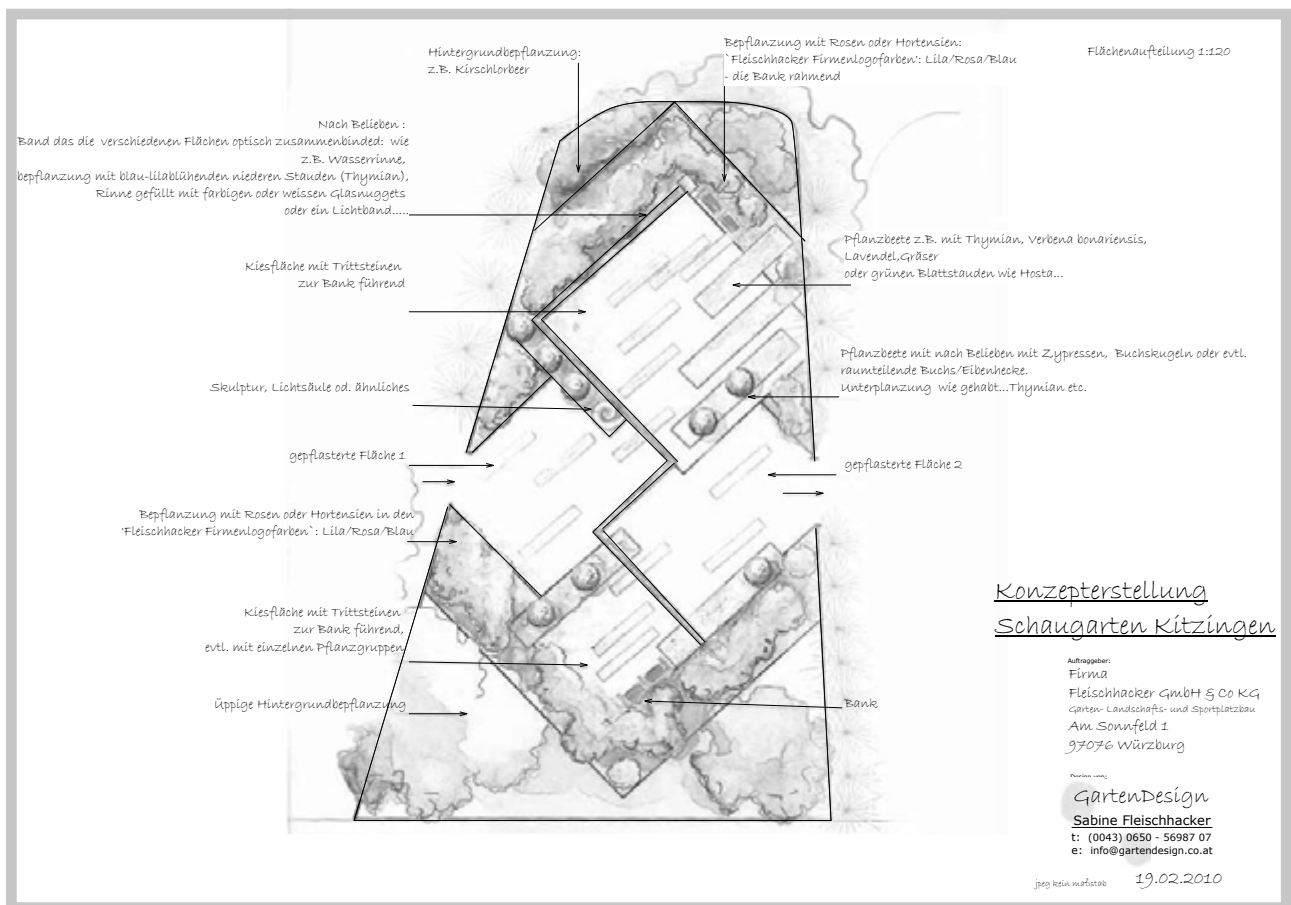 Hintergrundbepflanzung:
z.B. Kirschlorbeer
Bepflanzung mit Rosen oder Hortensien:
`Fleischhacker Firmenlogofarben': Lila/Rosa/Blau
- die Bank rahmend
Flächenaufteilung 1:120
Nach Belieben :
Band das die verschiedenen Flächen optisch zusammenbinded: wie
z.B. Wasserrinne,
bepflanzung mit blau-lilablühenden niederen Stauden (Thymian),
Rinne gefüllt mit farbigen oder weissen Glasnuggets
oder ein Lichtband.....
Kiesfläche mit Trittsteinen
zur Bank führend
Skulptur, Lichtsäule od. ähnliches
gepflasterte Fläche 1
Bepflanzung mit Rosen oder Hortensien in den
'Fleischhacker Firmenlogofarben`: Lila/Rosa/Blau
Kiesfläche mit Trittsteinen
zur Bank führend,
evtl. mit einzelnen Pflanzgruppen
üppige Hintergrundbepflanzung
Pflanzbeete z.B. mit Thymian, Verbena bonariensis,
Lavendel,Gräser
oder grünen Blattstauden wie Hosta...
Pflanzbeete mit nach Belieben mit Zypressen, Buchskugeln oder evtl.
raumteilende Buchs/Eibenhecke.
Unterplanzung wie gehabt...Thymian etc.
gepflasterte Fläche 2
Bank
Konzepterstellung
Schaugarten Kitzingen
Auftraggeber:
Firma
Fleischhacker GmbH & Co KG
Garten- Landschafts- und Sportplatzbau
Am Sonnfeld 1
97076 Würzburg
Design von:
GartenDesign
Sabine Fleischhacker
t: (0043) 0650 - 56987 07
e: info@gartendesign.co.at
jpeg kein maßstab
19.02.2010